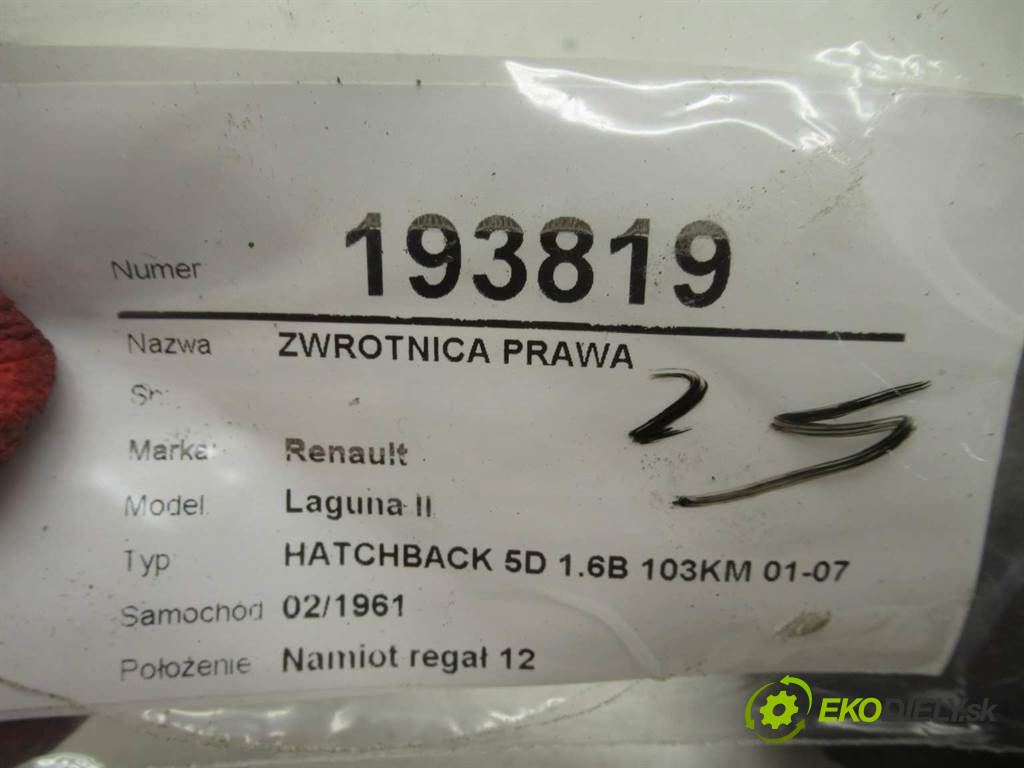 Numer 193819
Nazwa ZWROTNICA PRAWA
Sn:
25
Marka: Renault
Model Laguna II
Typ HATCHBACK 5D 1.6B 103KM 01-07
Samochód 02/1961
Położenie Namiot regał 12
EKODIELY.sk